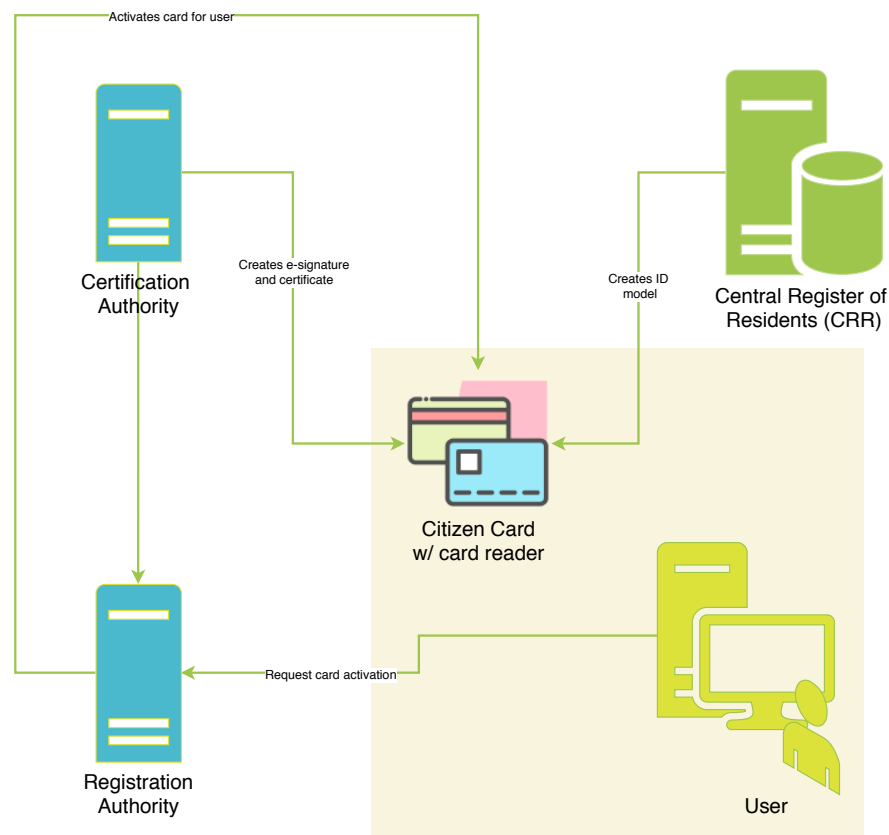 Activates card for user
Certification
Authority
Creates e-signature
and certificate
Creates ID
model
Central Register of
Residents (CRR)
Citizen Card
w/ card reader
Request card activation
Registration
Authority
User